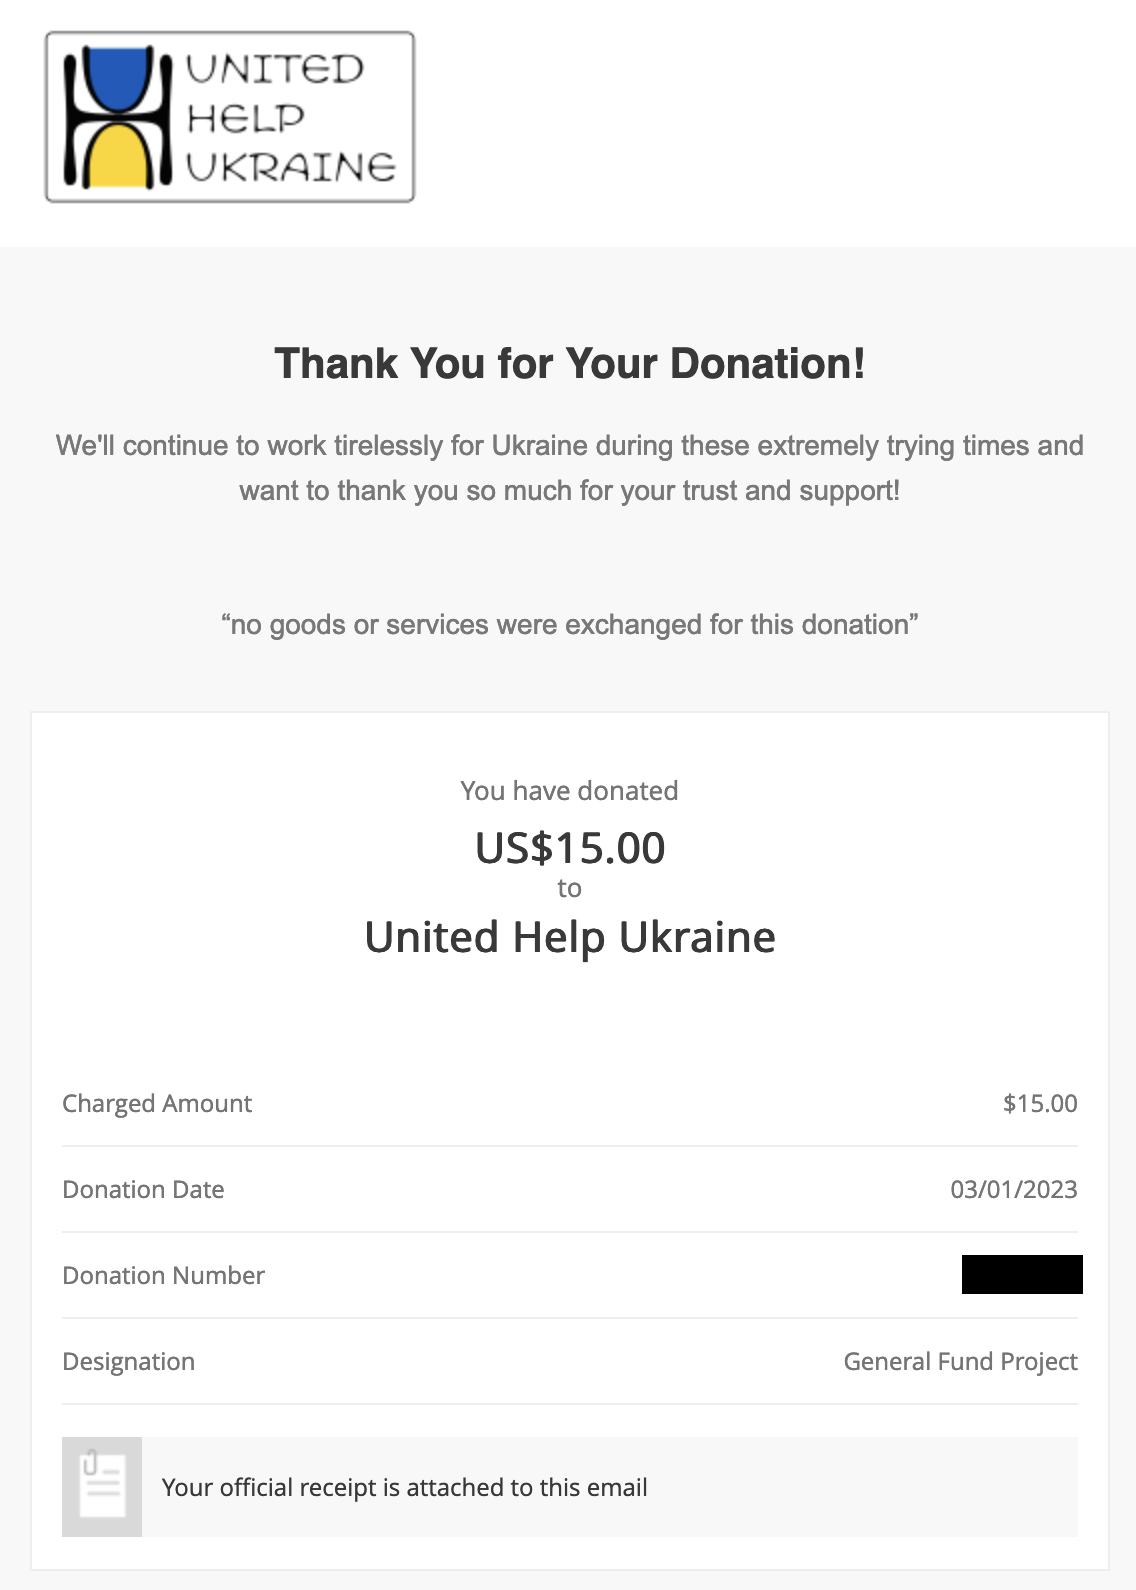 UNITED
HELP
UKRAINE
Thank You for Your Donation!
We'll continue to work tirelessly for Ukraine during these extremely trying times and
want to thank you so much for your trust and support!
“no goods or services were exchanged for this donation”
You have donated
US$15.00
to
United Help Ukraine
Charged Amount $15.00
Donation Date 03/01/2023
Donation Number
Designation General Fund Project
Your official receipt is attached to this email